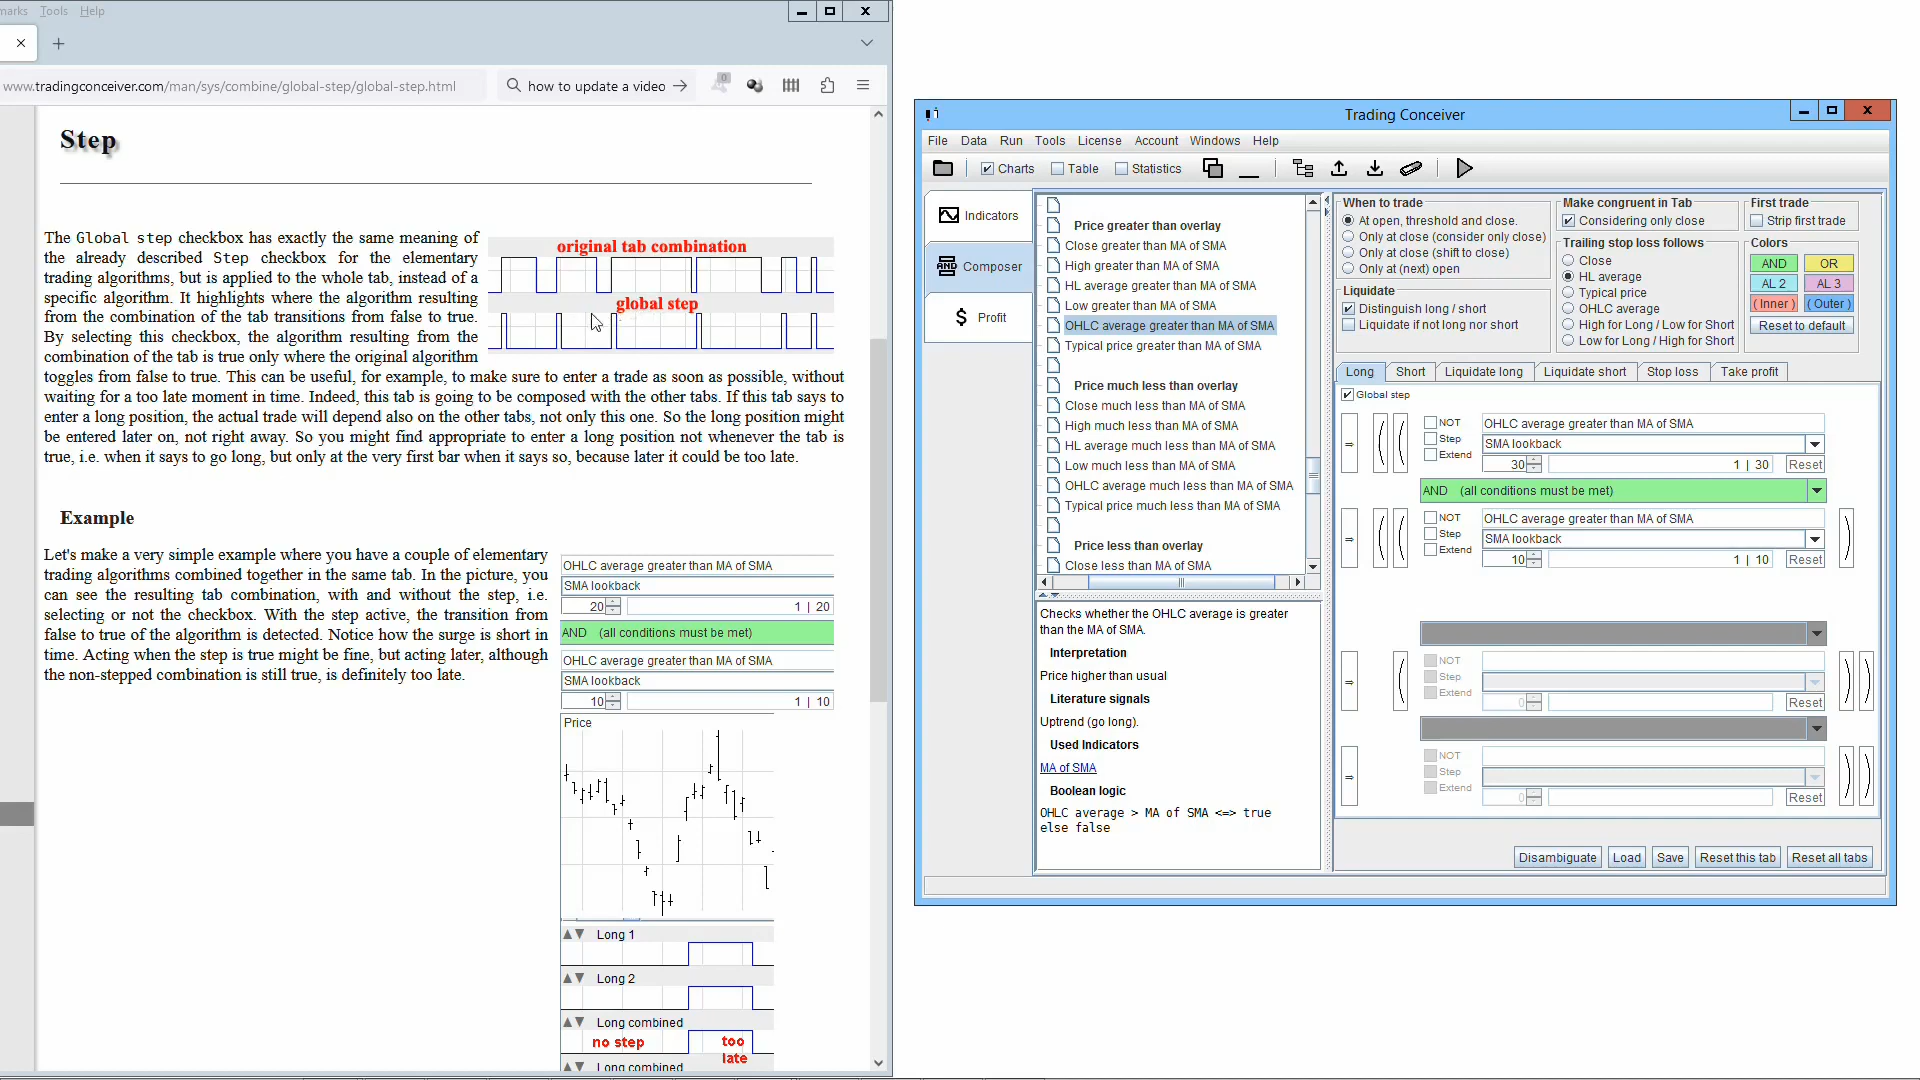 marks Tools Help
www.tradingconceiver.com/man/sys/combine/global-step/global-step.html
how to update a video
0
Step
The Global step checkbox has exactly the same meaning of
the already described Step checkbox for the elementary
trading algorithms, but is applied to the whole tab, instead of a
specific algorithm. It highlights where the algorithm resulting
from the combination of the tab transitions from false to true.
By selecting this checkbox, the algorithm resulting from the
combination of the tab is true only where the original algorithm
toggles from false to true. This can be useful, for example, to make sure to enter a trade as soon as possible, without
waiting for a too late moment in time. Indeed, this tab is going to be composed with the other tabs. If this tab says to
enter a long position, the actual trade will depend also on the other tabs, not only this one. So the long position might
be entered later on, not right away. So you might find appropriate to enter a long position not whenever the tab is
true, i.e. when it says to go long, but only at the very first bar when it says so, because later it could be too late.
original tab combination
global step
Example
Let's make a very simple example where you have a couple of elementary
trading algorithms combined together in the same tab. In the picture, you
can see the resulting tab combination, with and without the step, i.e.
selecting or not the checkbox. With the step active, the transition from
false to true of the algorithm is detected. Notice how the surge is short in
time. Acting when the step is true might be fine, but acting later, although
the non-stepped combination is still true, is definitely too late.
OHLC average greater than MA of SMA
SMA lookback
20 1 | 20
AND (all conditions must be met)
OHLC average greater than MA of SMA
SMA lookback
10 1 | 10
Price
Long 1
Long 2
Long combined
no step
too
late
Long combined
Trading Conceiver
File Data Run Tools License Account Windows Help
Charts Table Statistics
Indicators
Composer
Profit
Price greater than overlay
Close greater than MA of SMA
High greater than MA of SMA
HL average greater than MA of SMA
Low greater than MA of SMA
OHLC average greater than MA of SMA
Typical price greater than MA of SMA
Price much less than overlay
Close much less than MA of SMA
High much less than MA of SMA
HL average much less than MA of SMA
Low much less than MA of SMA
OHLC average much less than MA of SMA
Typical price much less than MA of SMA
Price less than overlay
Close less than MA of SMA
Checks whether the OHLC average is greater
than the MA of SMA.
Interpretation
Price higher than usual
Literature signals
Uptrend (go long).
Used Indicators
MA of SMA
Boolean logic
OHLC average > MA of SMA <=> true
else false
When to trade
At open, threshold and close.
Only at close (consider only close)
Only at close (shift to close)
Only at (next) open
Liquidate
Distinguish long / short
Liquidate if not long nor short
Make congruent in Tab
Considering only close
Trailing stop loss follows
Close
HL average
Typical price
OHLC average
High for Long / Low for Short
Low for Long / High for Short
First trade
Strip first trade
Colors
AND OR
AL 2 AL 3
( Inner ) ( Outer )
Reset to default
Long Short Liquidate long Liquidate short Stop loss Take profit
Global step
NOT OHLC average greater than MA of SMA
Step SMA lookback
Extend 30 1 | 30 Reset
AND (all conditions must be met)
NOT OHLC average greater than MA of SMA
Step SMA lookback
Extend 10 1 | 10 Reset
NOT
Step
Extend 0 Reset
NOT
Step
Extend 0 Reset
Disambiguate Load Save Reset this tab Reset all tabs